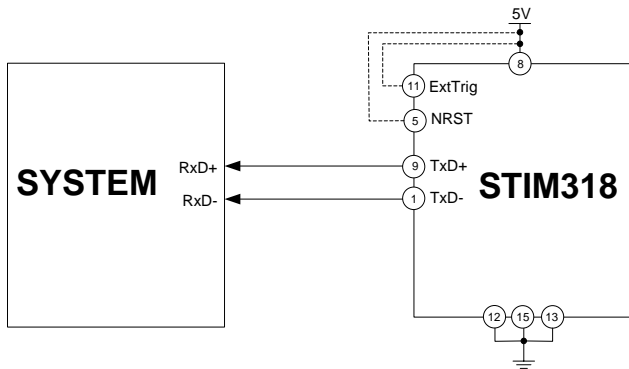 5V
8
11 ExtTrig
5 NRST
RxD+ 9 TxD+
SYSTEM STIM318
RxD- 1 TxD-
12 15 13